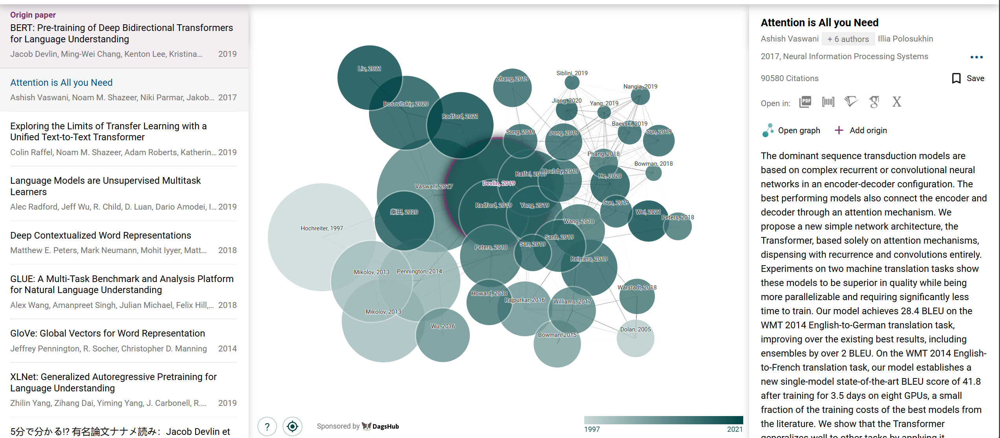 Origin paper
BERT: Pre-training of Deep Bidirectional Transformers
for Language Understanding
Jacob Devlin, Ming-Wei Chang, Kenton Lee, Kristina... 2019
Attention is All you Need
Ashish Vaswani, Noam M. Shazeer, Niki Parmar, Jakob... 2017
Exploring the Limits of Transfer Learning with a
Unified Text-to-Text Transformer
Colin Raffel, Noam M. Shazeer, Adam Roberts, Katherin... 2019
Language Models are Unsupervised Multitask
Learners
Alec Radford, Jeff Wu, R. Child, D. Luan, Dario Amodei, I... 2019
Deep Contextualized Word Representations
Matthew E. Peters, Mark Neumann, Mohit Iyyer, Matt... 2018
GLUE: A Multi-Task Benchmark and Analysis Platform
for Natural Language Understanding
Alex Wang, Amanpreet Singh, Julian Michael, Felix Hill,... 2018
GloVe: Global Vectors for Word Representation
Jeffrey Pennington, R. Socher, Christopher D. Manning 2014
XLNet: Generalized Autoregressive Pretraining for
Language Understanding
Zhilin Yang, Zihang Dai, Yiming Yang, J. Carbonell, R.... 2019
5分で分かる!? 有名論文ナナメ読み：Jacob Devlin et
Liu, 2021
Zhang, 2019
Siblini, 2019
Nangia, 2019
Dosovitskiy, 2020
Jiang, 2020
Yang, 2019
Radford, 2021
Baevski, 2019
Song, 2019
Dong, 2019
Sun, 2019
Phang, 2018
Bowman, 2018
Raffel, 2019
Houlsby, 2019
He, 2020
Devlin, 2019
Vaswani, 2017
Radford, 2019
Yang, 2019
Sun, 2019
柴田, 2020
Wei, 2021
Peters, 2018
Wang, 2018
Hochreiter, 1997
Sanh, 2019
Peters, 2018
Sun, 2019
Reimers, 2019
Mikolov, 2013
Pennington, 2014
Warstadt, 2018
Howard, 2018
Rajpurkar, 2016
Williams, 2017
Mikolov, 2013
Wu, 2016
Dolan, 2005
Bowman, 2015
?
Sponsored by DagsHub
1997 2021
Attention is All you Need
Ashish Vaswani + 6 authors Illia Polosukhin
2017, Neural Information Processing Systems
90580 Citations Save
Open in: PDF g X
Open graph + Add origin
The dominant sequence transduction models are
based on complex recurrent or convolutional neural
networks in an encoder-decoder configuration. The
best performing models also connect the encoder and
decoder through an attention mechanism. We
propose a new simple network architecture, the
Transformer, based solely on attention mechanisms,
dispensing with recurrence and convolutions entirely.
Experiments on two machine translation tasks show
these models to be superior in quality while being
more parallelizable and requiring significantly less
time to train. Our model achieves 28.4 BLEU on the
WMT 2014 English-to-German translation task,
improving over the existing best results, including
ensembles by over 2 BLEU. On the WMT 2014 English-
to-French translation task, our model establishes a
new single-model state-of-the-art BLEU score of 41.8
after training for 3.5 days on eight GPUs, a small
fraction of the training costs of the best models from
the literature. We show that the Transformer
generalizes well to other tasks by applying it